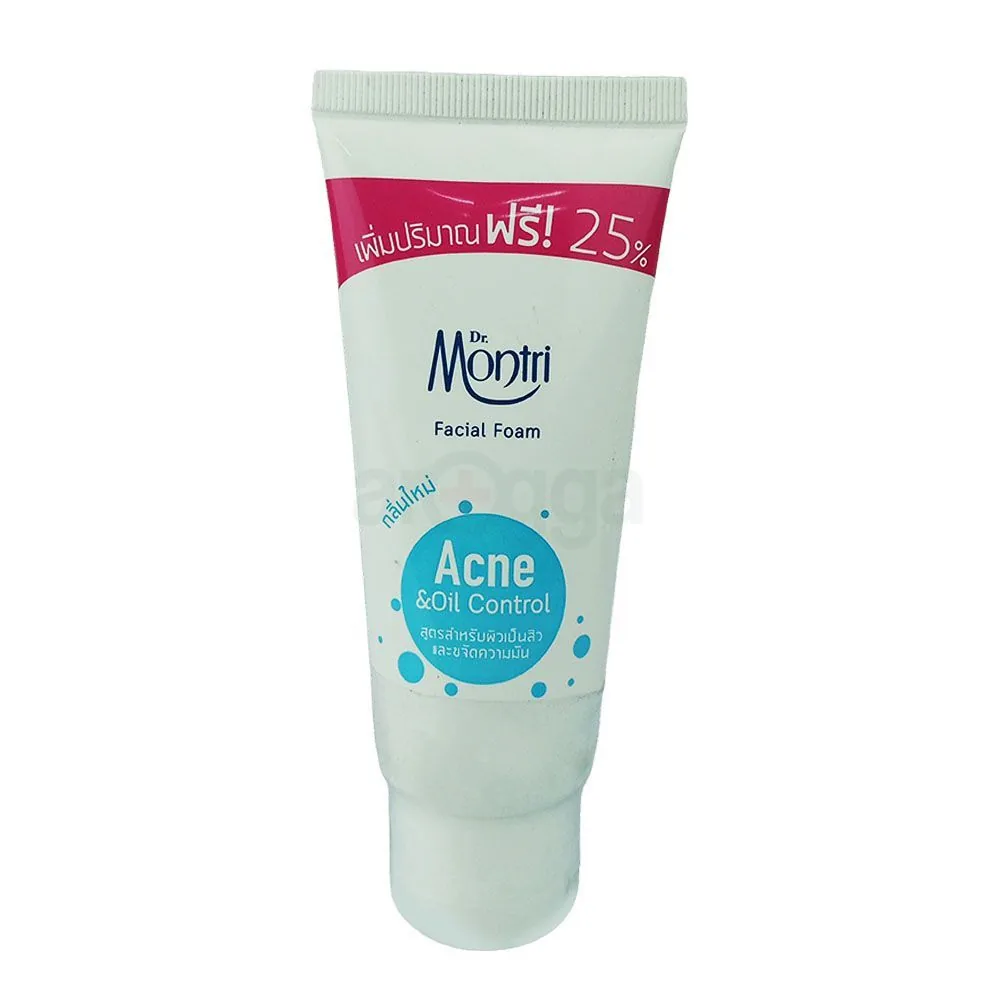 เพิ่มปริมาณ ฟรี! 25%
Dr.
Montri
Facial Foam
arogga
กลิ่นใหม่
Acne
&Oil Control
สูตรสำหรับผิวเป็นสิว
และขจัดความมัน